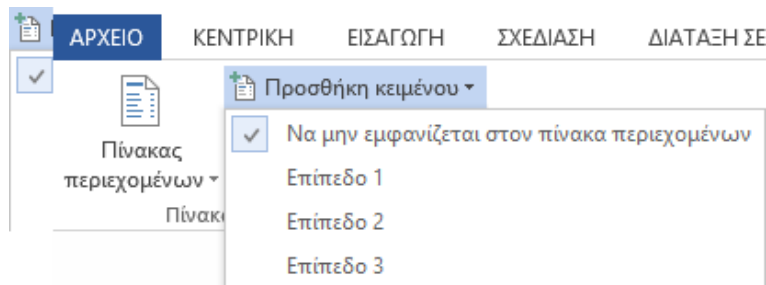 ΑΡΧΕΙΟ ΚΕΝΤΡΙΚΗ ΕΙΣΑΓΩΓΗ ΣΧΕΔΙΑΣΗ ΔΙΑΤΑΞΗ ΣΕ
Προσθήκη κειμένου
Πίνακας
περιεχομένων
Να μην εμφανίζεται στον πίνακα περιεχομένων
Επίπεδο 1
Επίπεδο 2
Επίπεδο 3